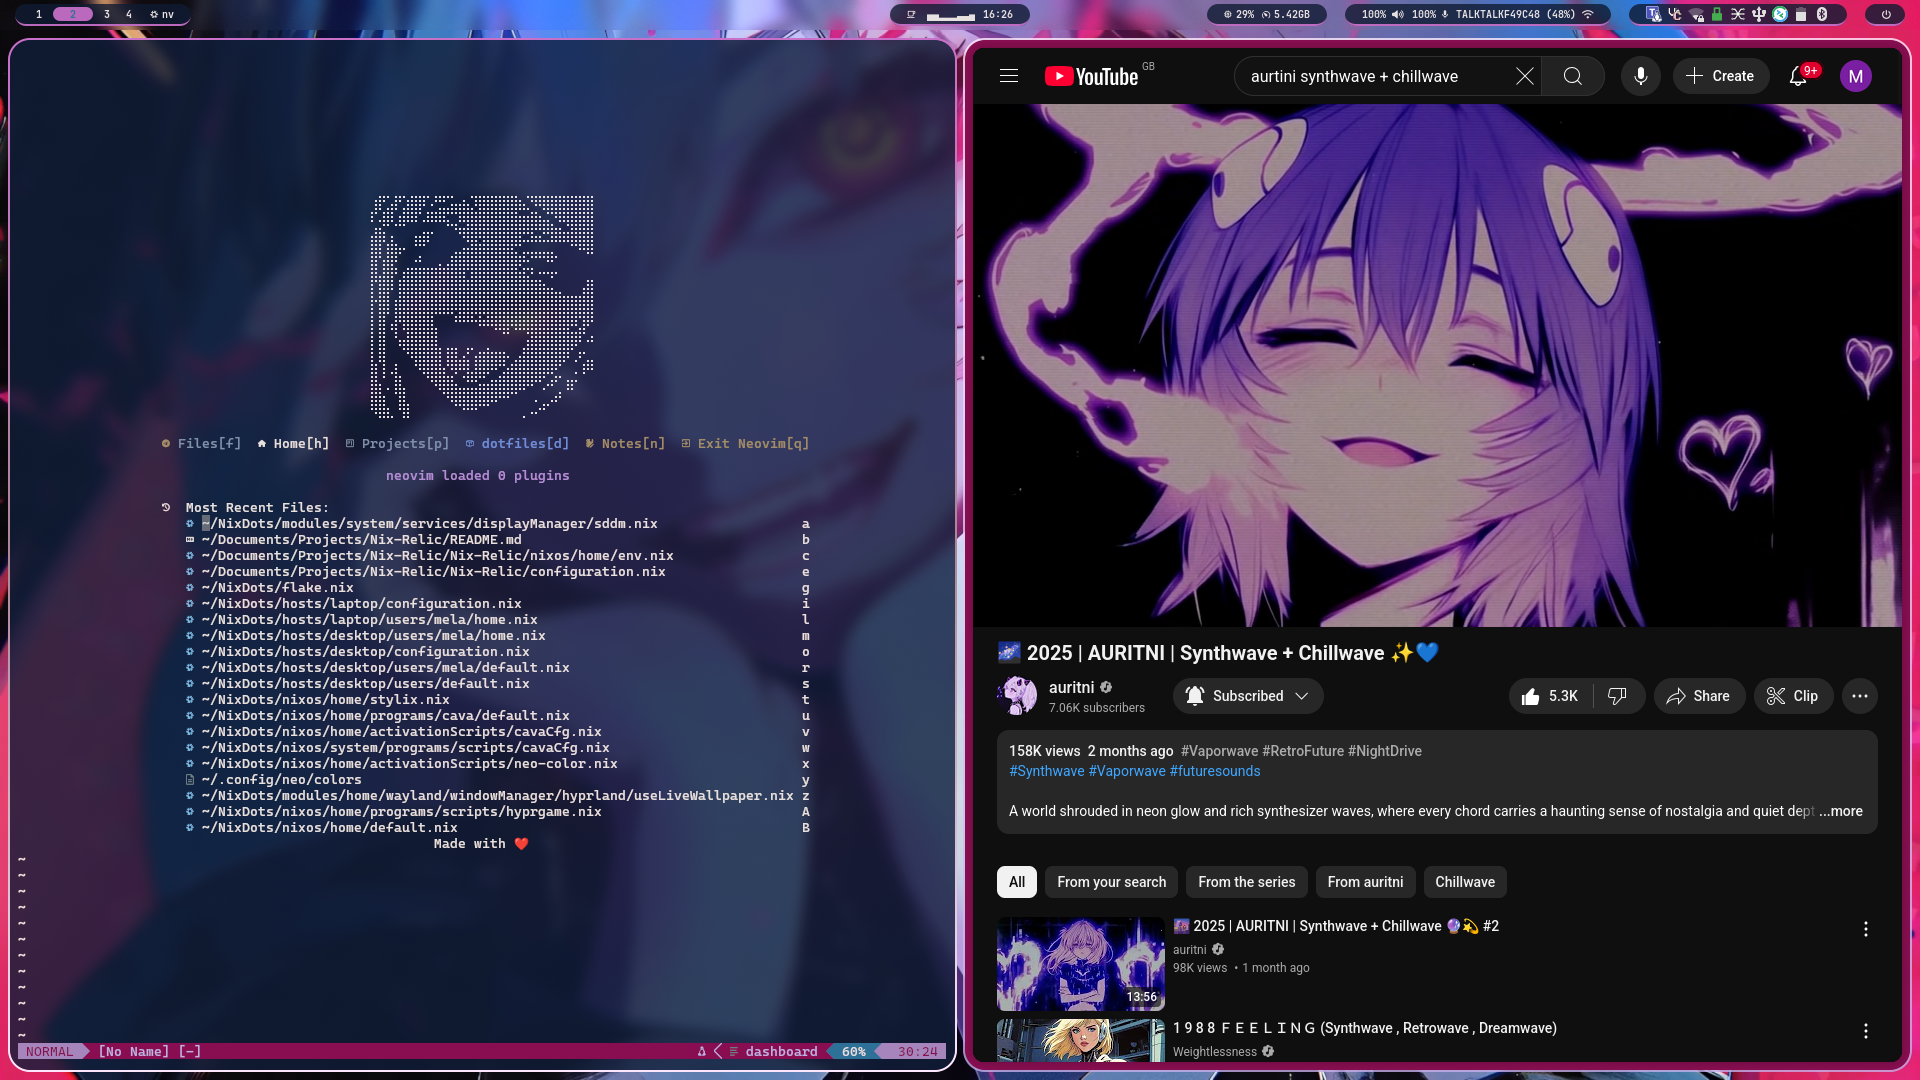 1 2 3 4 nv
16:26
29% 5.42GB
100% 100% TALKTALKF49C48 (48%)
Files[f] Home[h] Projects[p] dotfiles[d] Notes[n] Exit Neovim[q]
neovim loaded 0 plugins
Most Recent Files:
~/NixDots/modules/system/services/displayManager/sddm.nix a
~/Documents/Projects/Nix-Relic/README.md b
~/Documents/Projects/Nix-Relic/Nix-Relic/nixos/home/env.nix c
~/Documents/Projects/Nix-Relic/Nix-Relic/configuration.nix e
~/NixDots/flake.nix g
~/NixDots/hosts/laptop/configuration.nix i
~/NixDots/hosts/laptop/users/mela/home.nix l
~/NixDots/hosts/desktop/users/mela/home.nix m
~/NixDots/hosts/desktop/configuration.nix o
~/NixDots/hosts/desktop/users/mela/default.nix r
~/NixDots/hosts/desktop/users/default.nix s
~/NixDots/nixos/home/stylix.nix t
~/NixDots/nixos/home/programs/cava/default.nix u
~/NixDots/nixos/home/activationScripts/cavaCfg.nix v
~/NixDots/nixos/system/programs/scripts/cavaCfg.nix w
~/NixDots/nixos/home/activationScripts/neo-color.nix x
~/.config/neo/colors y
~/NixDots/modules/home/wayland/windowManager/hyprland/useLiveWallpaper.nix z
~/NixDots/nixos/home/programs/scripts/hyprgame.nix A
~/NixDots/nixos/home/default.nix B
Made with ❤️
~
~
~
~
~
~
~
~
~
~
~
~
NORMAL [No Name] [-] dashboard 60% 30:24
YouTube GB
aurtini synthwave + chillwave
Create
9+
M
🌌 2025 | AURITNI | Synthwave + Chillwave ✨💙
auritni
7.06K subscribers
Subscribed
5.3K
Share
Clip
158K views 2 months ago #Vaporwave #RetroFuture #NightDrive
#Synthwave #Vaporwave #futuresounds
A world shrouded in neon glow and rich synthesizer waves, where every chord carries a haunting sense of nostalgia and quiet dept ...more
All From your search From the series From auritni Chillwave
🌆 2025 | AURITNI | Synthwave + Chillwave 🔮💫 #2
auritni
98K views • 1 month ago
13:56
1 9 8 8 F E E L I N G (Synthwave , Retrowave , Dreamwave)
Weightlessness